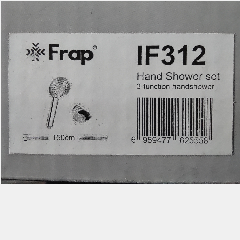 Frap®
IF312
Hand Shower set
3 function handshower
150cm